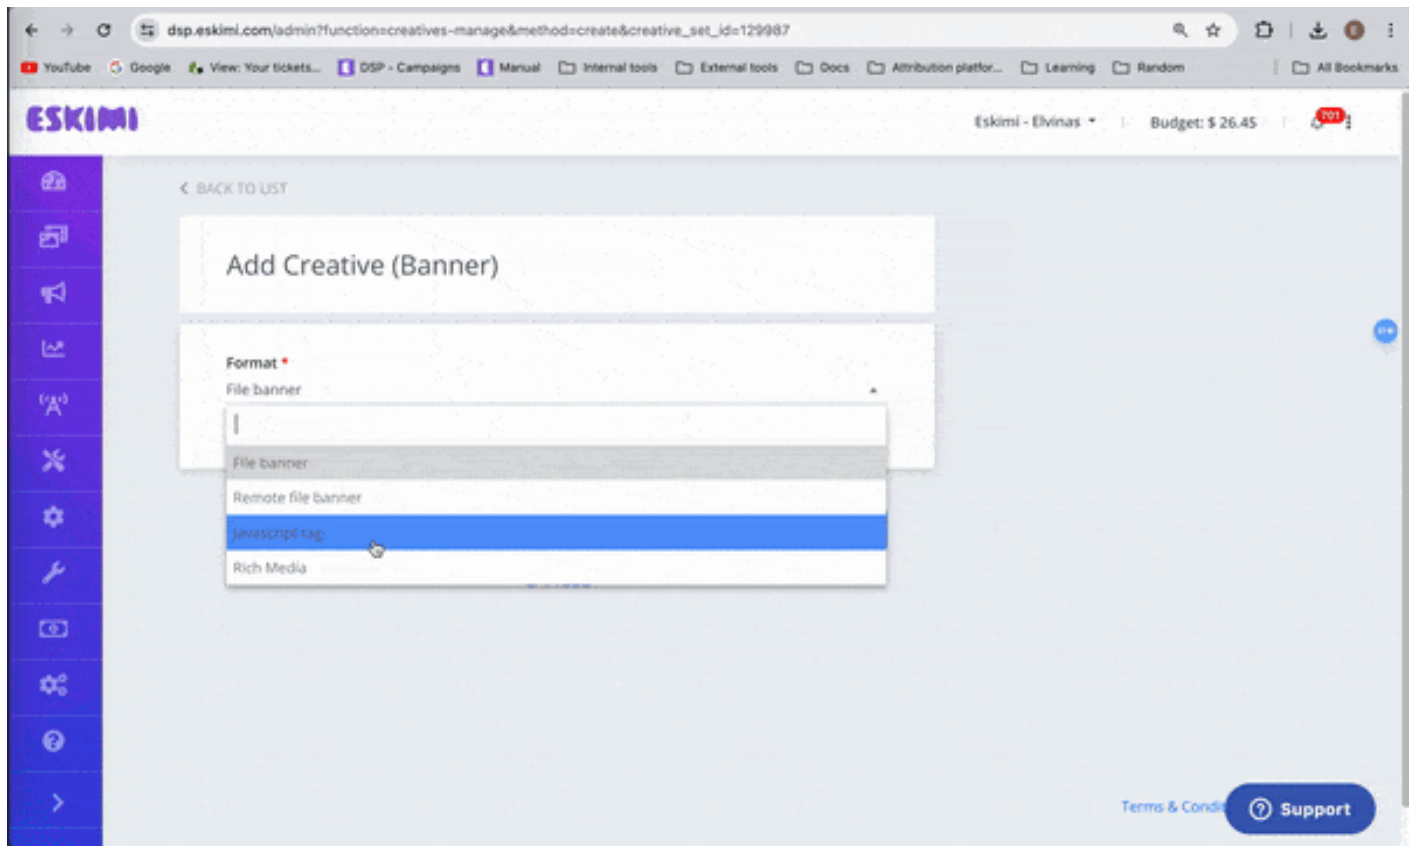 dsp.eskimi.com/admin?function=creatives-manage&method=create&creative_set_id=129987
YouTube Google View: Your tickets... DSP - Campaigns Manual Internal tools External tools Docs Attribution platfor... Learning Random All Bookmarks
ESKIMI
Eskimi - Elvinas
Budget: $ 26.45
701
BACK TO LIST
Add Creative (Banner)
Format *
File banner
File banner
Remote file banner
Javascript tag
Rich Media
Terms & Condit
Support